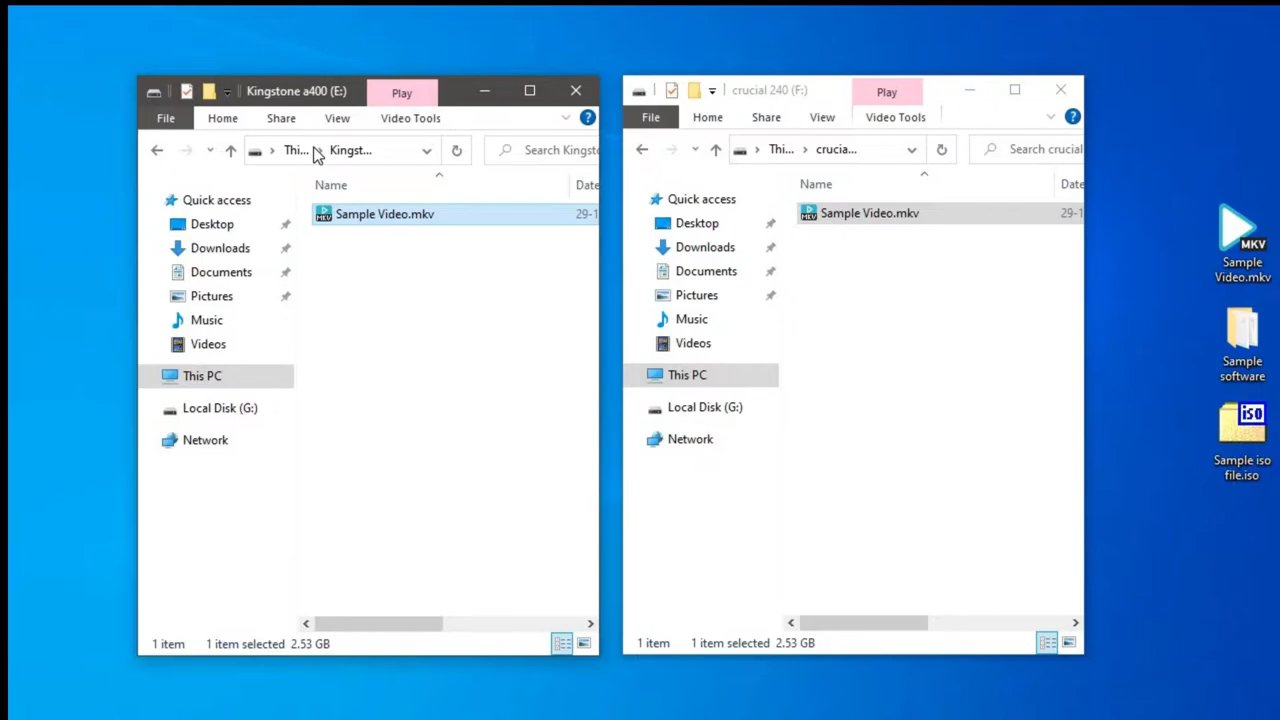 Kingstone a400 (E:)
Play
File
Home
Share
View
Video Tools
Thi...
Kingst...
Search Kingsto
Name
Date
Sample Video.mkv
29-1
Quick access
Desktop
Downloads
Documents
Pictures
Music
Videos
This PC
Local Disk (G:)
Network
1 item
1 item selected 2.53 GB
crucial 240 (F:)
Play
File
Home
Share
View
Video Tools
Thi...
crucia...
Search crucial
Name
Date
Sample Video.mkv
29-1
Quick access
Desktop
Downloads
Documents
Pictures
Music
Videos
This PC
Local Disk (G:)
Network
1 item
1 item selected 2.53 GB
MKV
Sample
Video.mkv
Sample
software
iso
Sample iso
file.iso